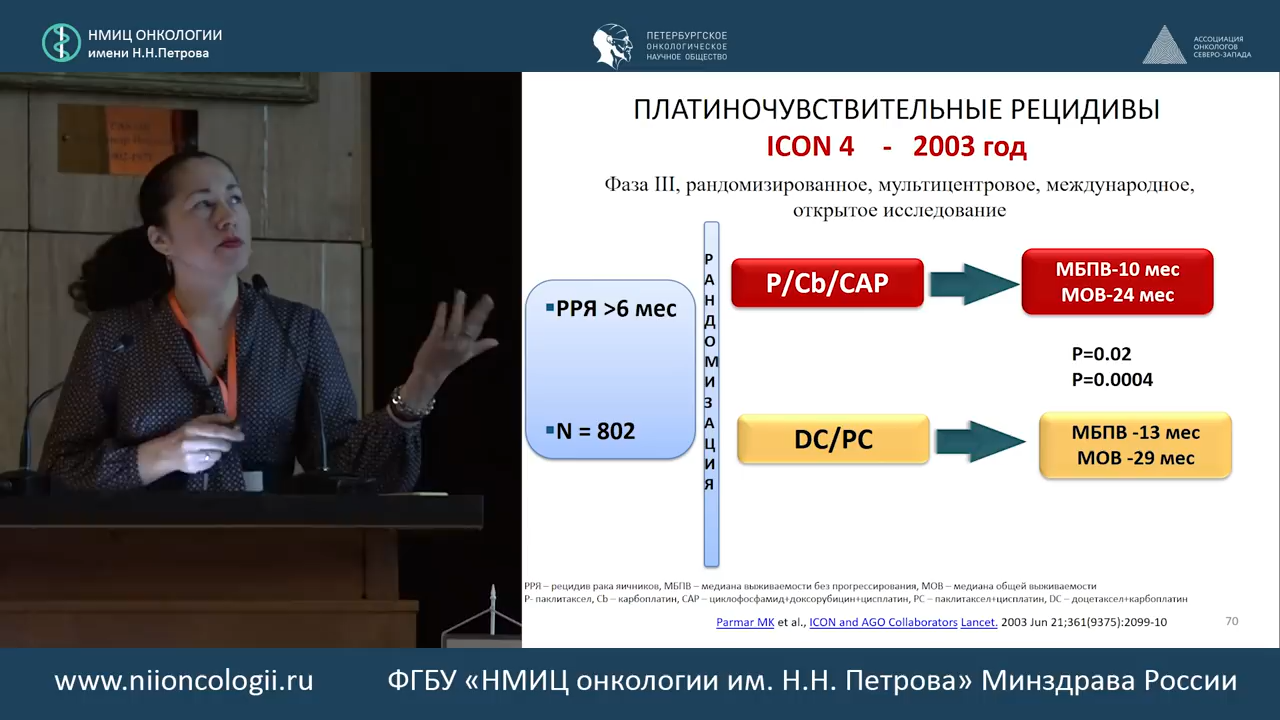 НМИЦ ОНКОЛОГИИ
имени Н.Н.Петрова
ПЕТЕРБУРГСКОЕ
ОНКОЛОГИЧЕСКОЕ
НАУЧНОЕ ОБЩЕСТВО
АССОЦИАЦИЯ
ОНКОЛОГОВ
СЕВЕРО-ЗАПАДА
ПЛАТИНОЧУВСТВИТЕЛЬНЫЕ РЕЦИДИВЫ
ICON 4 - 2003 год
Фаза III, рандомизированное, мультицентровое, международное,
открытое исследование
▪РРЯ >6 мес
▪N = 802
РАНДОМИЗАЦИЯ
P/Cb/CAP
МБПВ-10 мес
МОВ-24 мес
P=0.02
P=0.0004
DC/PC
МБПВ -13 мес
МОВ -29 мес
РРЯ – рецидив рака яичников, МБПВ – медиана выживаемости без прогрессирования, МОВ – медиана общей выживаемости
P- паклитаксел, Cb – карбоплатин, CAP – циклофосфамид+доксорубицин+цисплатин, PC – паклитаксел+цисплатин, DC – доцетаксел+карбоплатин
Parmar MK et al., ICON and AGO Collaborators Lancet. 2003 Jun 21;361(9375):2099-10
70
www.niioncologii.ru
ФГБУ «НМИЦ онкологии им. Н.Н. Петрова» Минздрава России